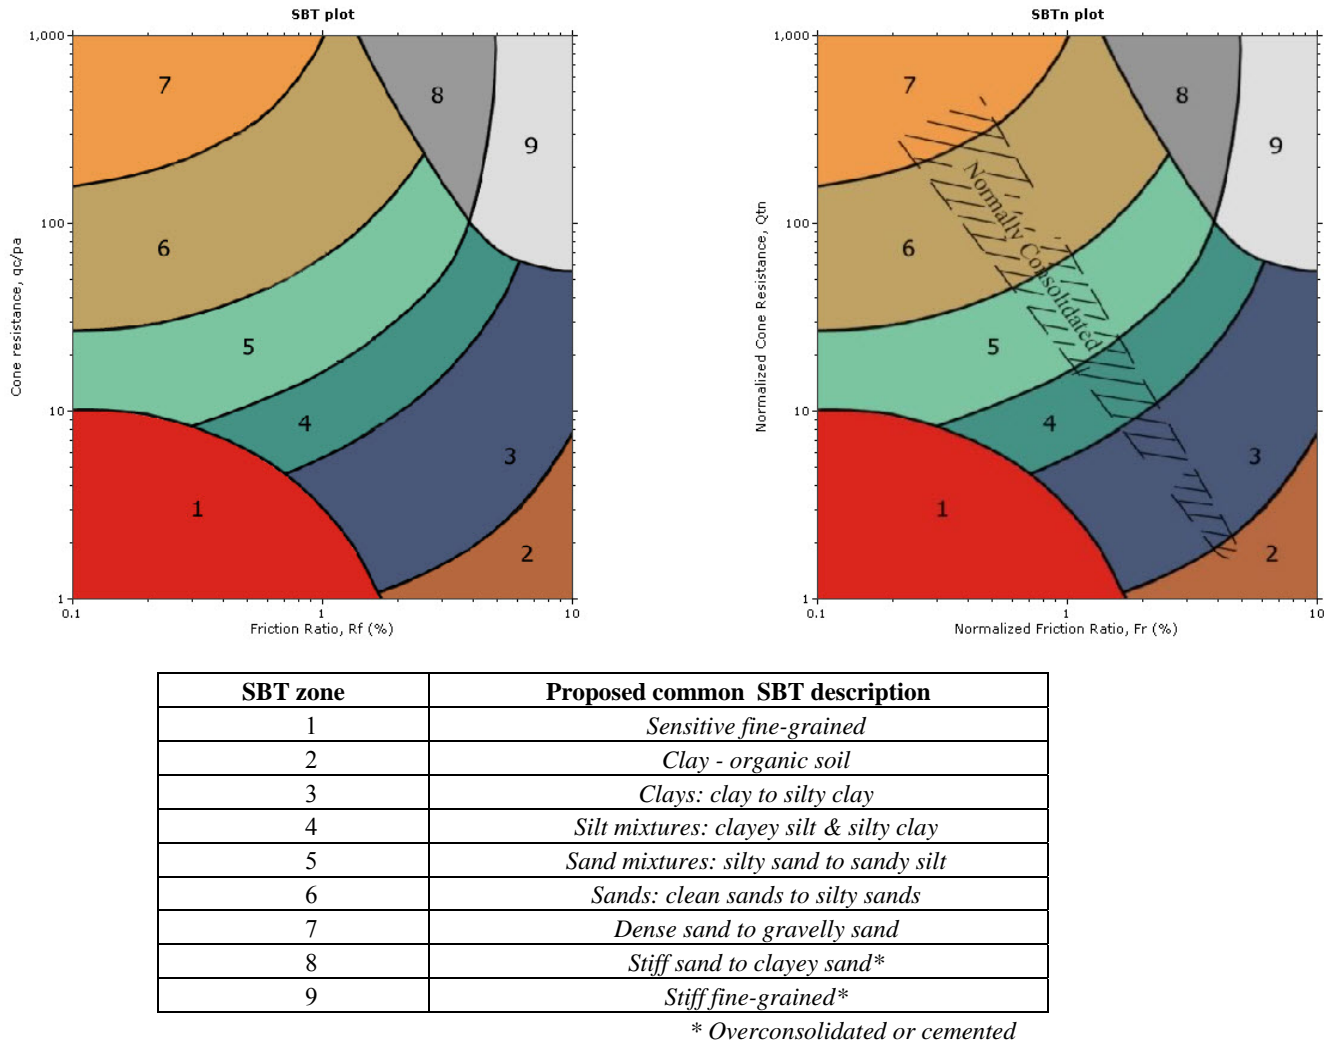 SBT plot
1,000
100
10
1
0.1
1
10
Cone resistance, qc/pa
Friction Ratio, Rf (%)
7
8
9
6
5
4
3
1
2
SBTn plot
1,000
100
10
1
0.1
1
10
Normalized Cone Resistance, Qtn
Normalized Friction Ratio, Fr (%)
7
8
9
6
5
4
3
1
2
Normally Consolidated
SBT zone Proposed common SBT description
1 Sensitive fine-grained
2 Clay - organic soil
3 Clays: clay to silty clay
4 Silt mixtures: clayey silt & silty clay
5 Sand mixtures: silty sand to sandy silt
6 Sands: clean sands to silty sands
7 Dense sand to gravelly sand
8 Stiff sand to clayey sand*
9 Stiff fine-grained*
* Overconsolidated or cemented